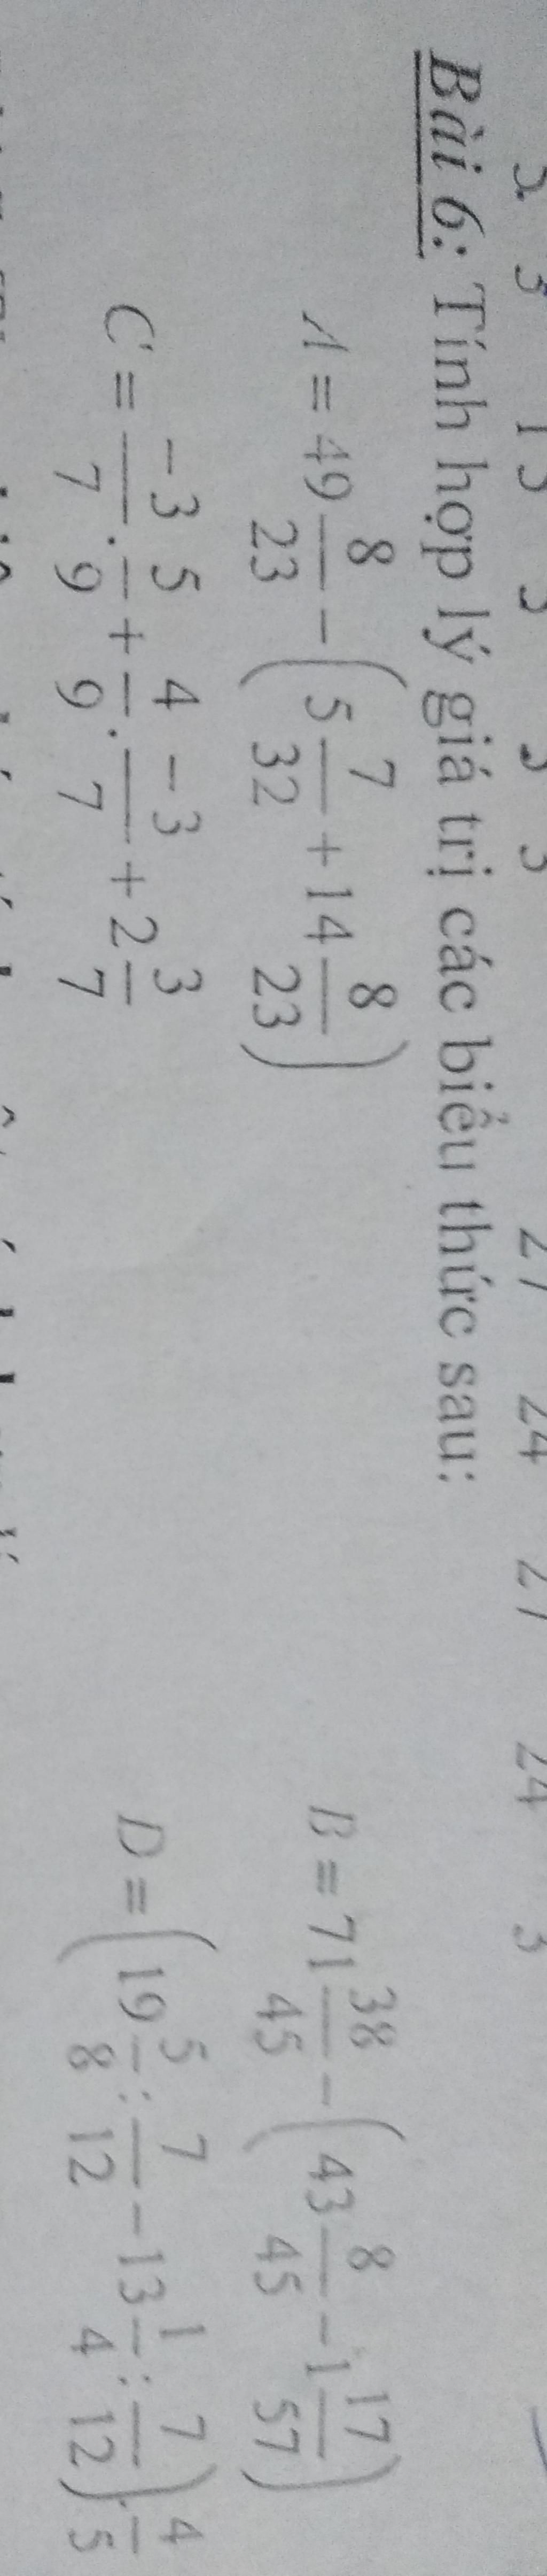 Bài 6: Tính hợp lý giá trị các biểu thức sau:
A = 49 8/23 − (5 7/32 + 14 8/23)
B = 71 38/45 − (43 8/45 − 1 17/57)
C = −3/7 . 5/9 + 4/9 . −3/7 + 2 3/7
D = (19 5/8 : 7/12 − 13 1/4 : 7/12) . 4/5